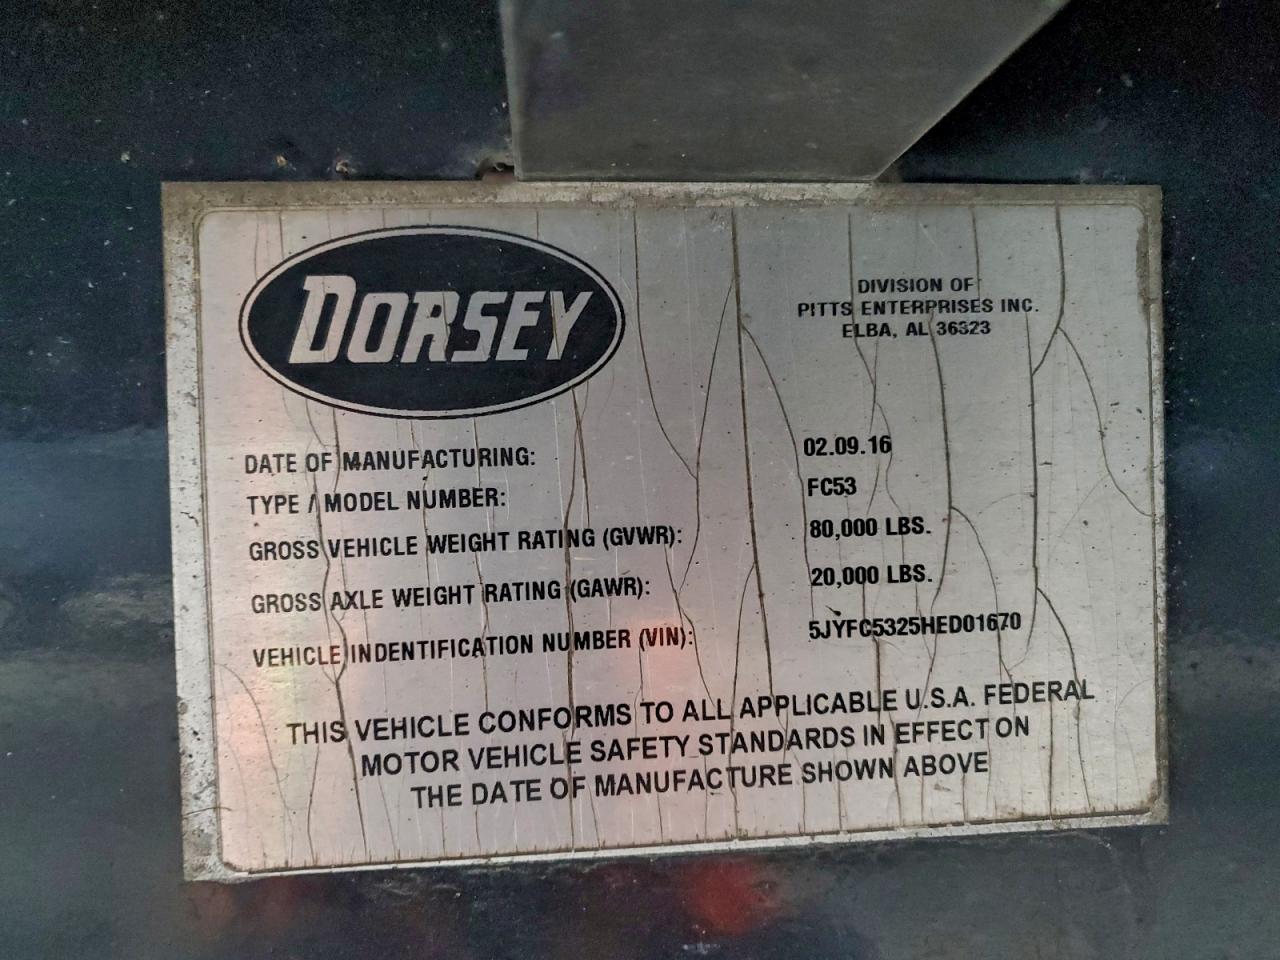 DORSEY
DIVISION OF
PITTS ENTERPRISES INC.
ELBA, AL 36323
DATE OF MANUFACTURING: 02.09.16
TYPE / MODEL NUMBER: FC53
GROSS VEHICLE WEIGHT RATING (GVWR): 80,000 LBS.
GROSS AXLE WEIGHT RATING (GAWR): 20,000 LBS.
VEHICLE INDENTIFICATION NUMBER (VIN): 5JYFC5325HED01670
THIS VEHICLE CONFORMS TO ALL APPLICABLE U.S.A. FEDERAL
MOTOR VEHICLE SAFETY STANDARDS IN EFFECT ON
THE DATE OF MANUFACTURE SHOWN ABOVE